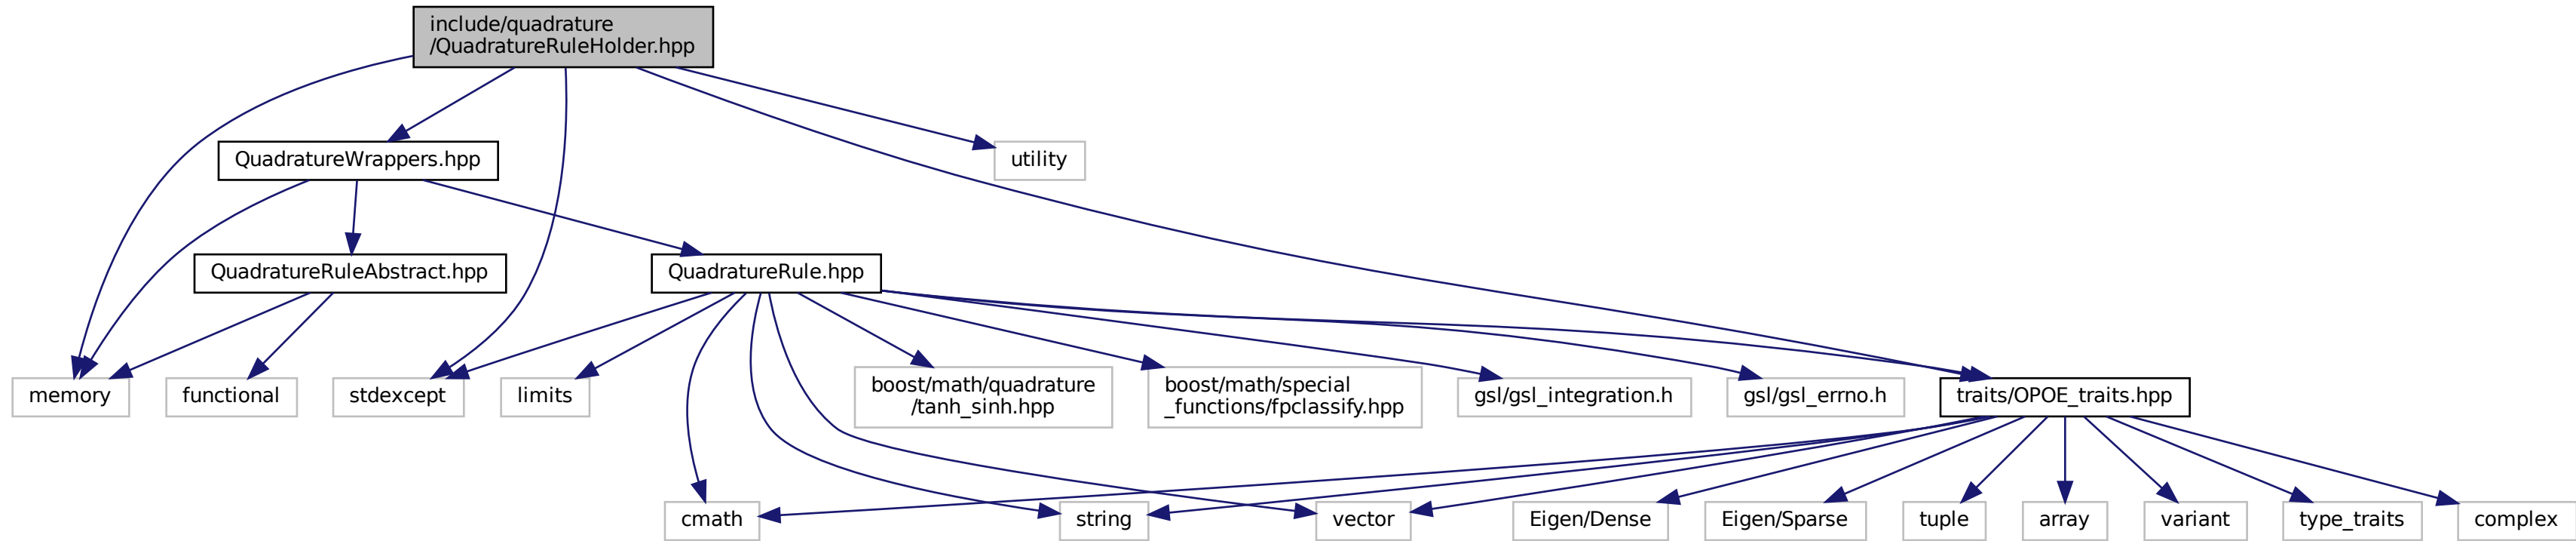 include/quadrature
/QuadratureRuleHolder.hpp
QuadratureWrappers.hpp
utility
QuadratureRuleAbstract.hpp
QuadratureRule.hpp
memory
functional
stdexcept
limits
boost/math/quadrature
/tanh_sinh.hpp
boost/math/special
_functions/fpclassify.hpp
gsl/gsl_integration.h
gsl/gsl_errno.h
traits/OPOE_traits.hpp
cmath
string
vector
Eigen/Dense
Eigen/Sparse
tuple
array
variant
type_traits
complex